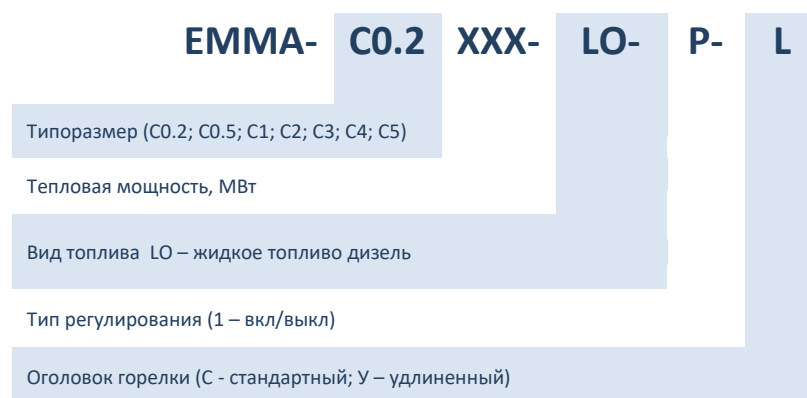 EMMA- C0.2 XXX- LO- P- L
Типоразмер (C0.2; C0.5; C1; C2; C3; C4; C5)
Тепловая мощность, МВт
Вид топлива LO – жидкое топливо дизель
Тип регулирования (1 – вкл/выкл)
Оголовок горелки (С - стандартный; У – удлиненный)